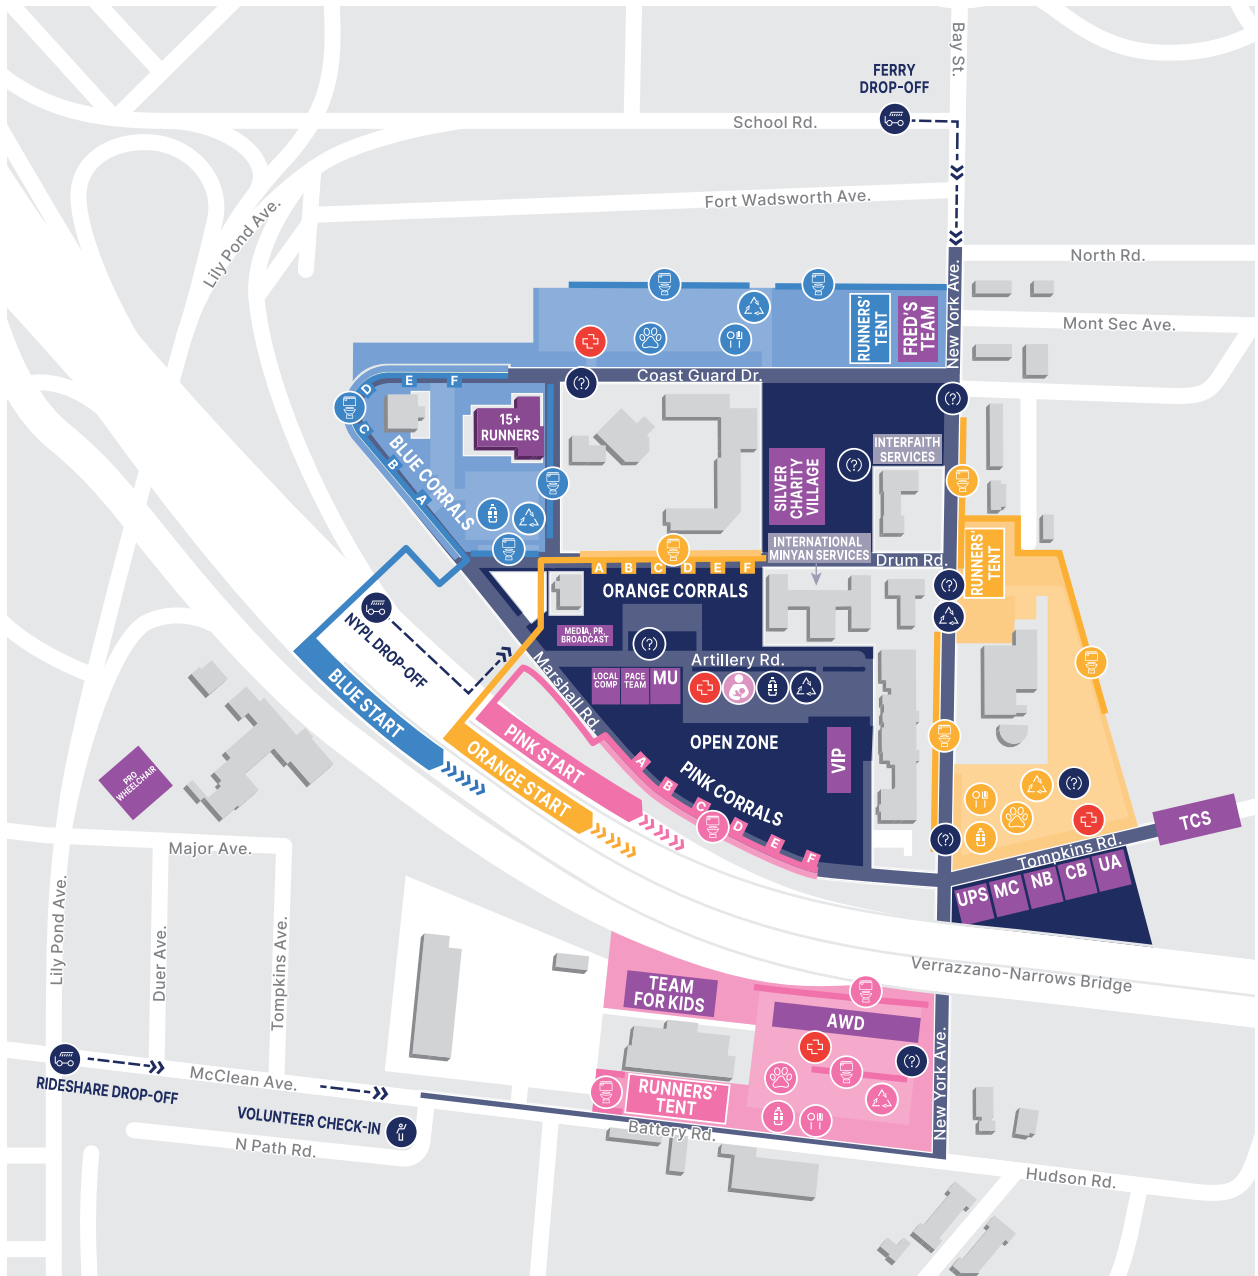 Bay St.
FERRY
DROP-OFF
School Rd.
Fort Wadsworth Ave.
Lily Pond Ave.
North Rd.
New York Ave.
Mont Sec Ave.
RUNNERS'
TENT
FRED'S
TEAM
Coast Guard Dr.
(?)
(?)
D
E
F
C
B
A
BLUE CORRALS
15+
RUNNERS
SILVER
CHARITY
VILLAGE
(?)
INTERFAITH
SERVICES
INTERNATIONAL
MINYAN SERVICES
Drum Rd.
RUNNERS'
TENT
A
B
C
D
E
F
ORANGE CORRALS
(?)
NYPL DROP-OFF
MEDIA, PR,
BROADCAST
(?)
Artillery Rd.
LOCAL
COMP
PACE
TEAM
MU
Marshall Rd.
BLUE START
ORANGE START
PINK START
OPEN ZONE
VIP
PINK CORRALS
A
B
C
D
E
F
PRO
WHEELCHAIR
(?)
(?)
TCS
Tompkins Rd.
UPS
MC
NB
CB
UA
Major Ave.
Lily Pond Ave.
Duer Ave.
Tompkins Ave.
Verrazzano-Narrows Bridge
TEAM
FOR KIDS
AWD
(?)
New York Ave.
RIDESHARE DROP-OFF
McClean Ave.
VOLUNTEER CHECK-IN
N Path Rd.
RUNNERS'
TENT
Battery Rd.
Hudson Rd.